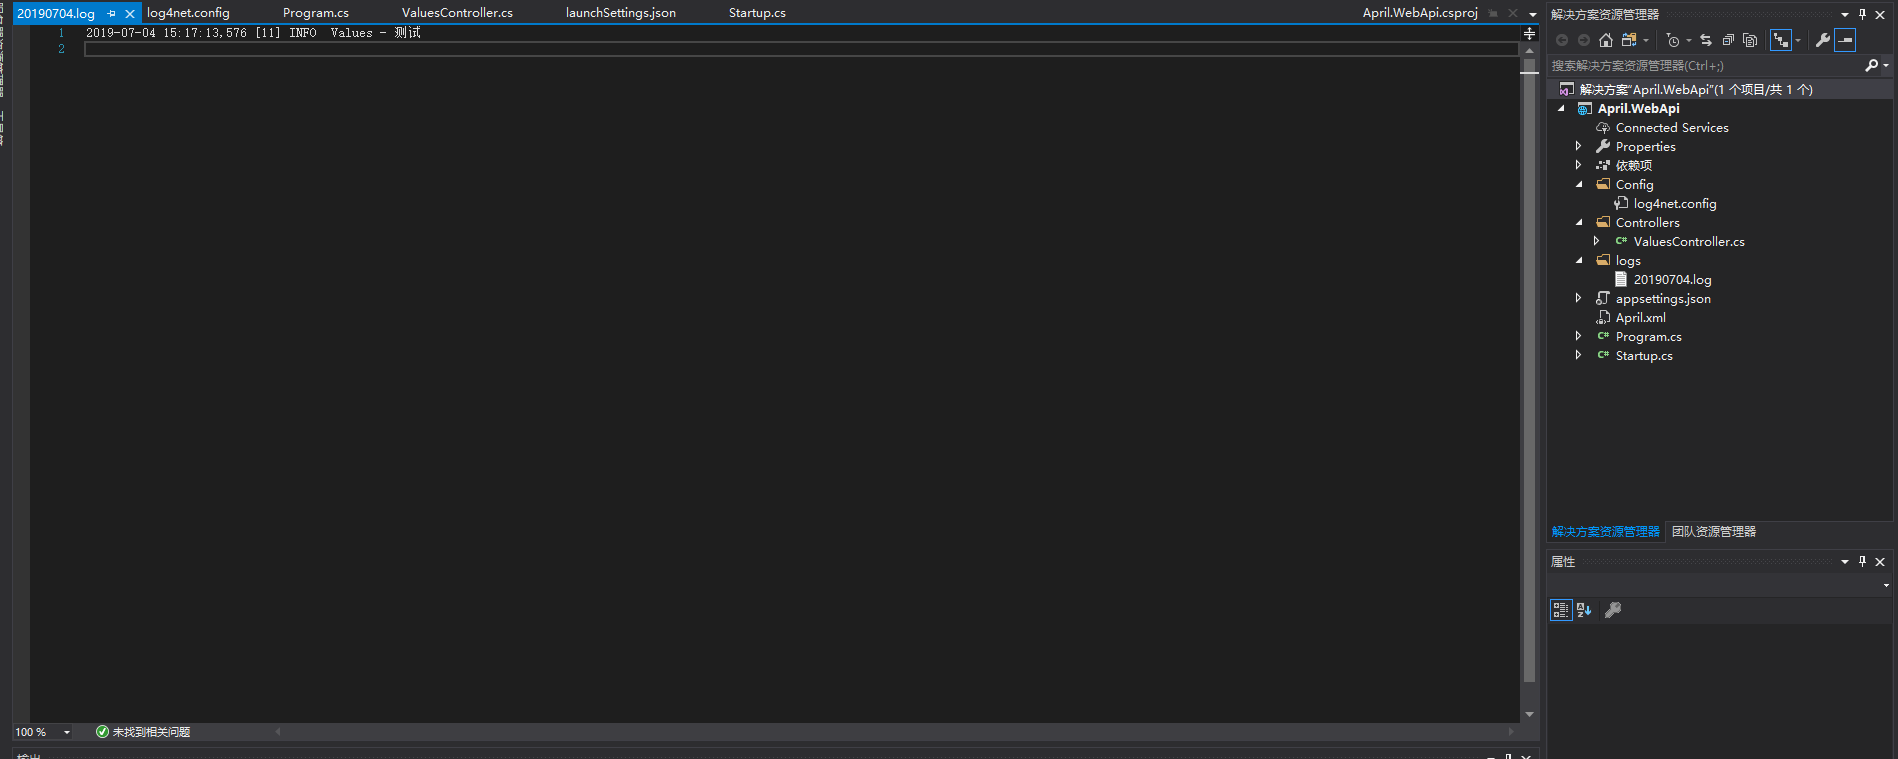 20190704.log
log4net.config
Program.cs
ValuesController.cs
launchSettings.json
Startup.cs
April.WebApi.csproj
1 2019-07-04 15:17:13,576 [11] INFO  Values - 测试
2
100 %
未找到相关问题
输出
解决方案资源管理器
搜索解决方案资源管理器(Ctrl+;)
解决方案"April.WebApi"(1 个项目/共 1 个)
April.WebApi
Connected Services
Properties
依赖项
Config
log4net.config
Controllers
C# ValuesController.cs
logs
20190704.log
appsettings.json
April.xml
C# Program.cs
C# Startup.cs
解决方案资源管理器 团队资源管理器
属性